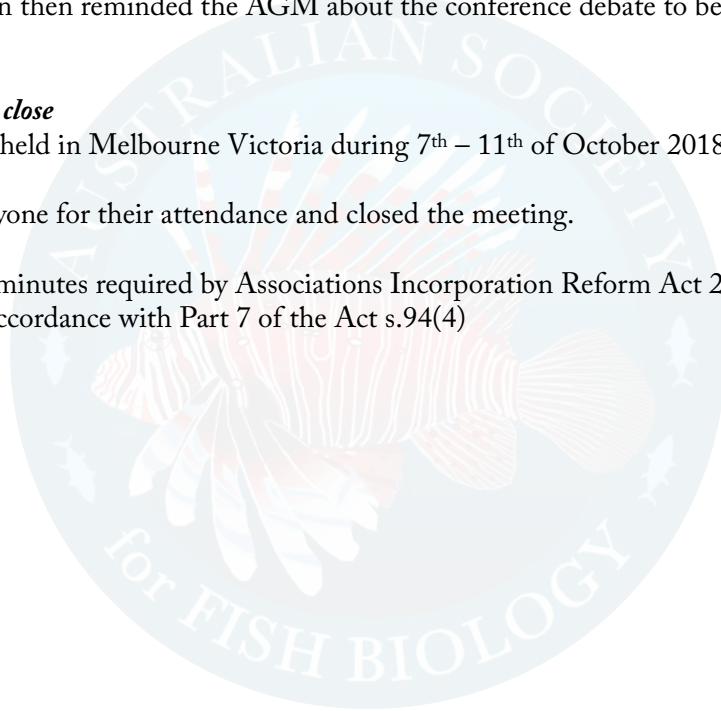 n then reminded the AGM about the conference debate to be
close
held in Melbourne Victoria during 7th – 11th of October 2018
yone for their attendance and closed the meeting.
minutes required by Associations Incorporation Reform Act 2
ccordance with Part 7 of the Act s.94(4)
AUSTRALIAN SOCIETY
for FISH BIOLOGY